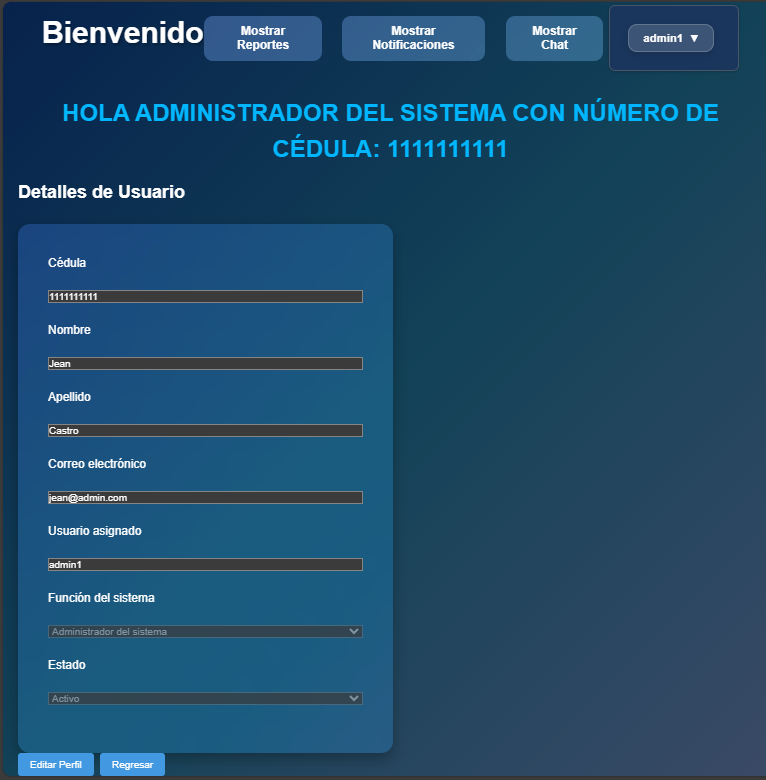 Bienvenido
Mostrar
Reportes
Mostrar
Notificaciones
Mostrar
Chat
admin1 ▼
HOLA ADMINISTRADOR DEL SISTEMA CON NÚMERO DE
CÉDULA: 1111111111
Detalles de Usuario
Cédula
1111111111
Nombre
Jean
Apellido
Castro
Correo electrónico
jean@admin.com
Usuario asignado
admin1
Función del sistema
Administrador del sistema
Estado
Activo
Editar Perfil
Regresar